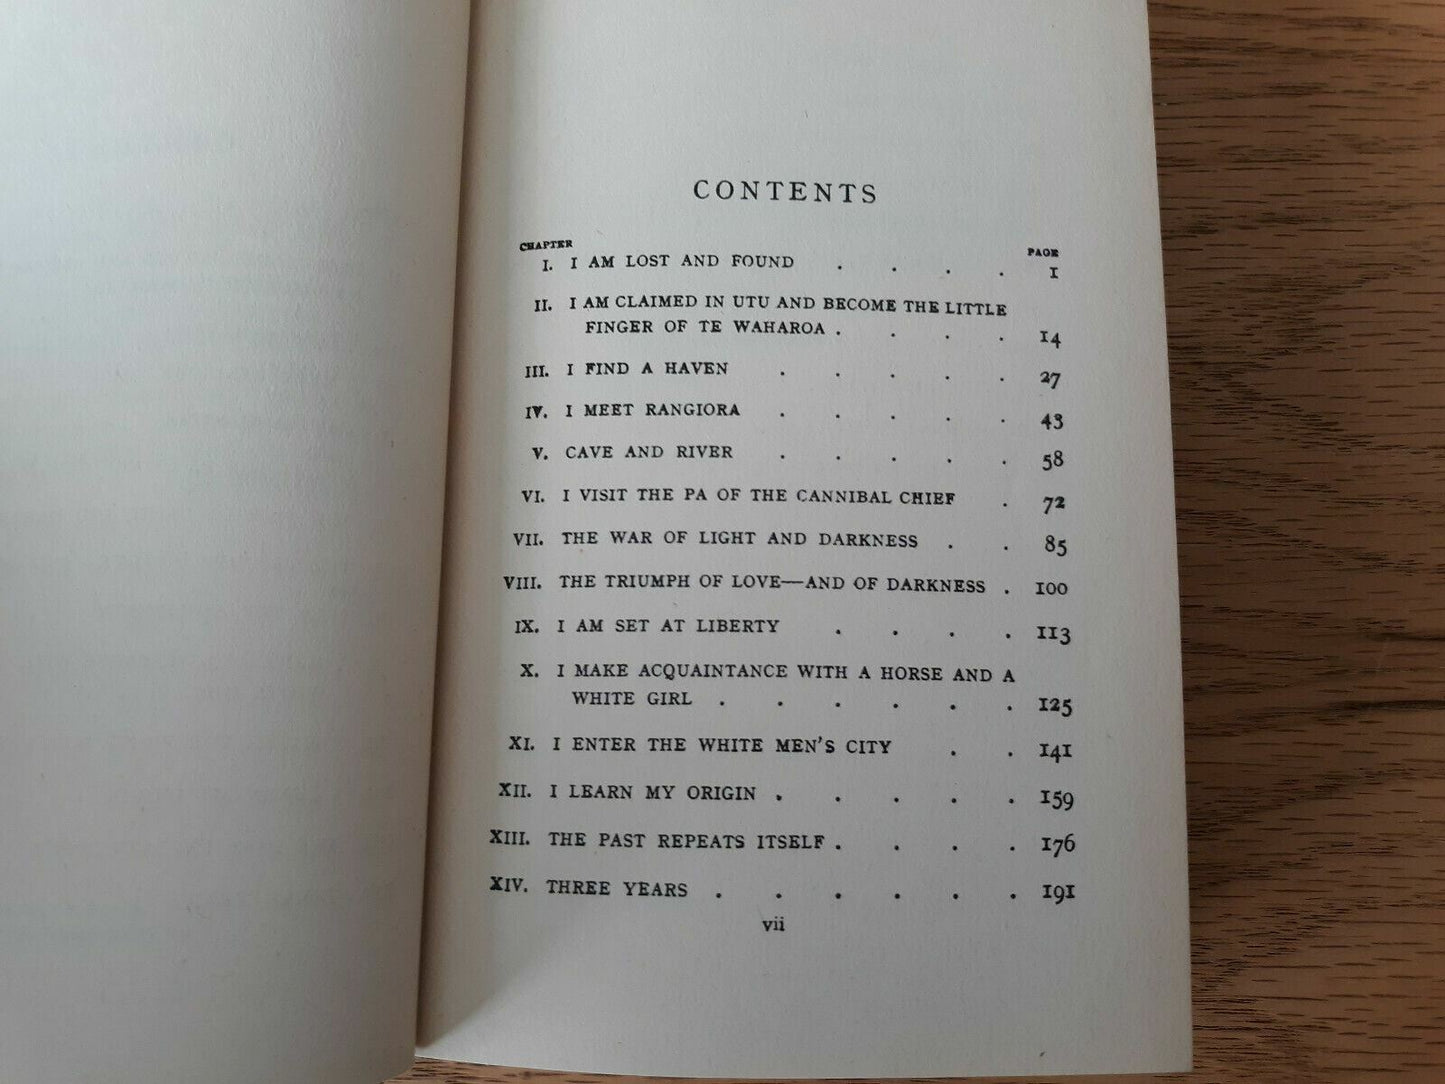 CONTENTS
CHAPTER PAGE
I. I AM LOST AND FOUND . . . . 1
II. I AM CLAIMED IN UTU AND BECOME THE LITTLE
FINGER OF TE WAHAROA . . . . 14
III. I FIND A HAVEN . . . . . 27
IV. I MEET RANGIORA . . . . . 43
V. CAVE AND RIVER . . . . . 58
VI. I VISIT THE PA OF THE CANNIBAL CHIEF . 72
VII. THE WAR OF LIGHT AND DARKNESS . . 85
VIII. THE TRIUMPH OF LOVE—AND OF DARKNESS . 100
IX. I AM SET AT LIBERTY . . . . 113
X. I MAKE ACQUAINTANCE WITH A HORSE AND A
WHITE GIRL . . . . . . 125
XI. I ENTER THE WHITE MEN'S CITY . . 141
XII. I LEARN MY ORIGIN . . . . . 159
XIII. THE PAST REPEATS ITSELF . . . . 176
XIV. THREE YEARS . . . . . . 191
vii